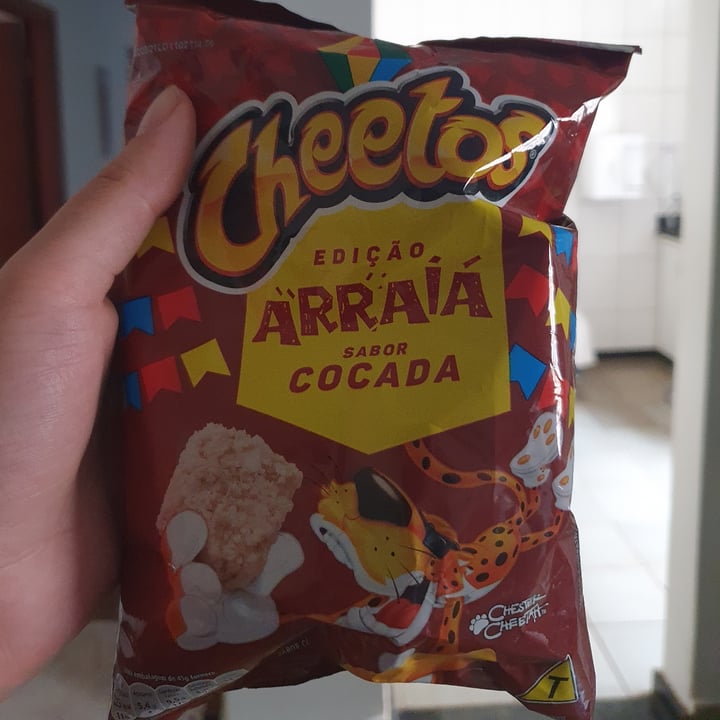 Cheetos
EDIÇÃO
ARRAIÁ
SABOR
COCADA
CHESTER
CHEETAH
T